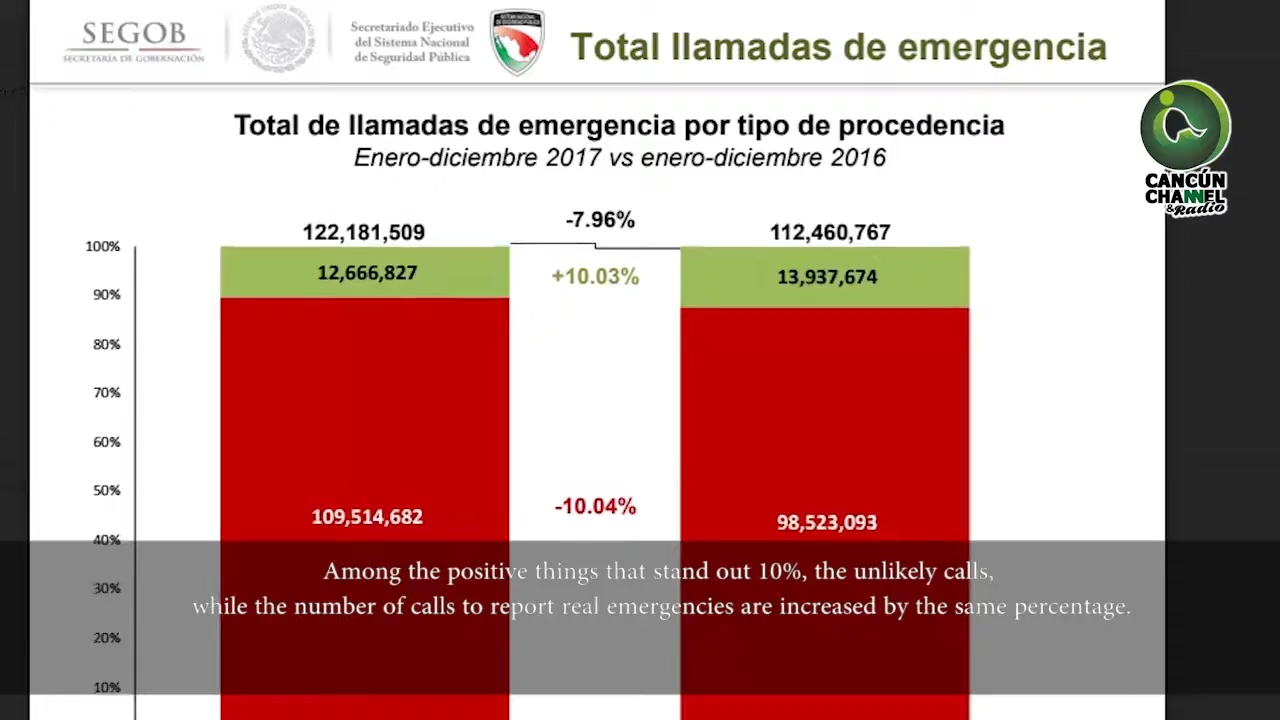 SEGOB
SECRETARÍA DE GOBERNACIÓN
Secretariado Ejecutivo
del Sistema Nacional
de Seguridad Pública
Total llamadas de emergencia
Total de llamadas de emergencia por tipo de procedencia
Enero-diciembre 2017 vs enero-diciembre 2016
CANCÚN
CHANNEL
&Radio
122,181,509
-7.96%
112,460,767
100%
12,666,827
+10.03%
13,937,674
90%
80%
70%
60%
50%
109,514,682
-10.04%
98,523,093
40%
Among the positive things that stand out 10%, the unlikely calls,
30%
while the number of calls to report real emergencies are increased by the same percentage.
20%
10%